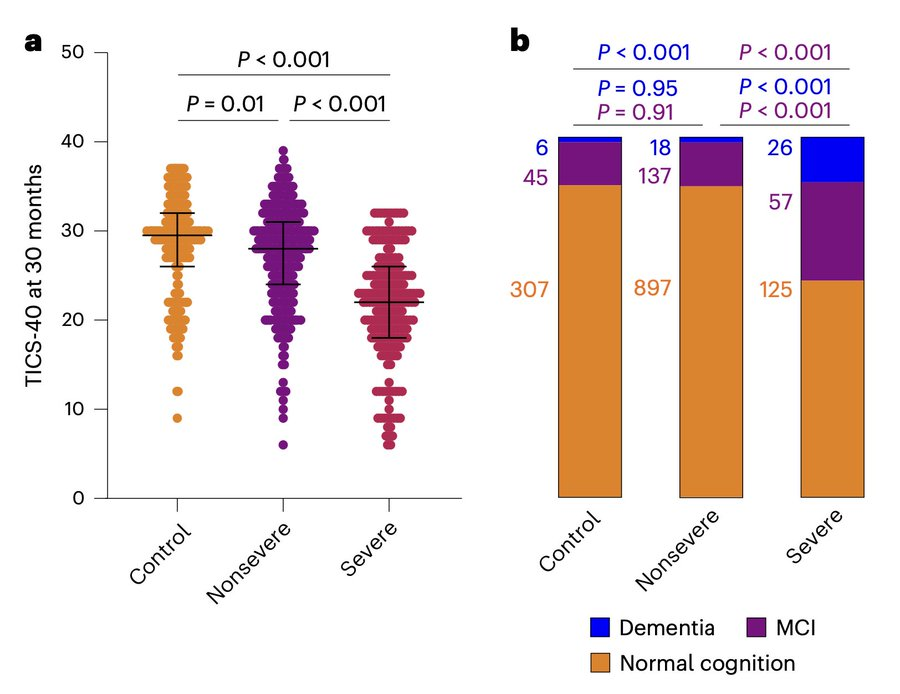 a
50
40
30
20
10
0
TICS-40 at 30 months
P < 0.001
P = 0.01
P < 0.001
Control
Nonsevere
Severe
b
P < 0.001
P < 0.001
P = 0.95
P < 0.001
P = 0.91
P < 0.001
6
18
26
45
137
57
307
897
125
Control
Nonsevere
Severe
Dementia
MCI
Normal cognition